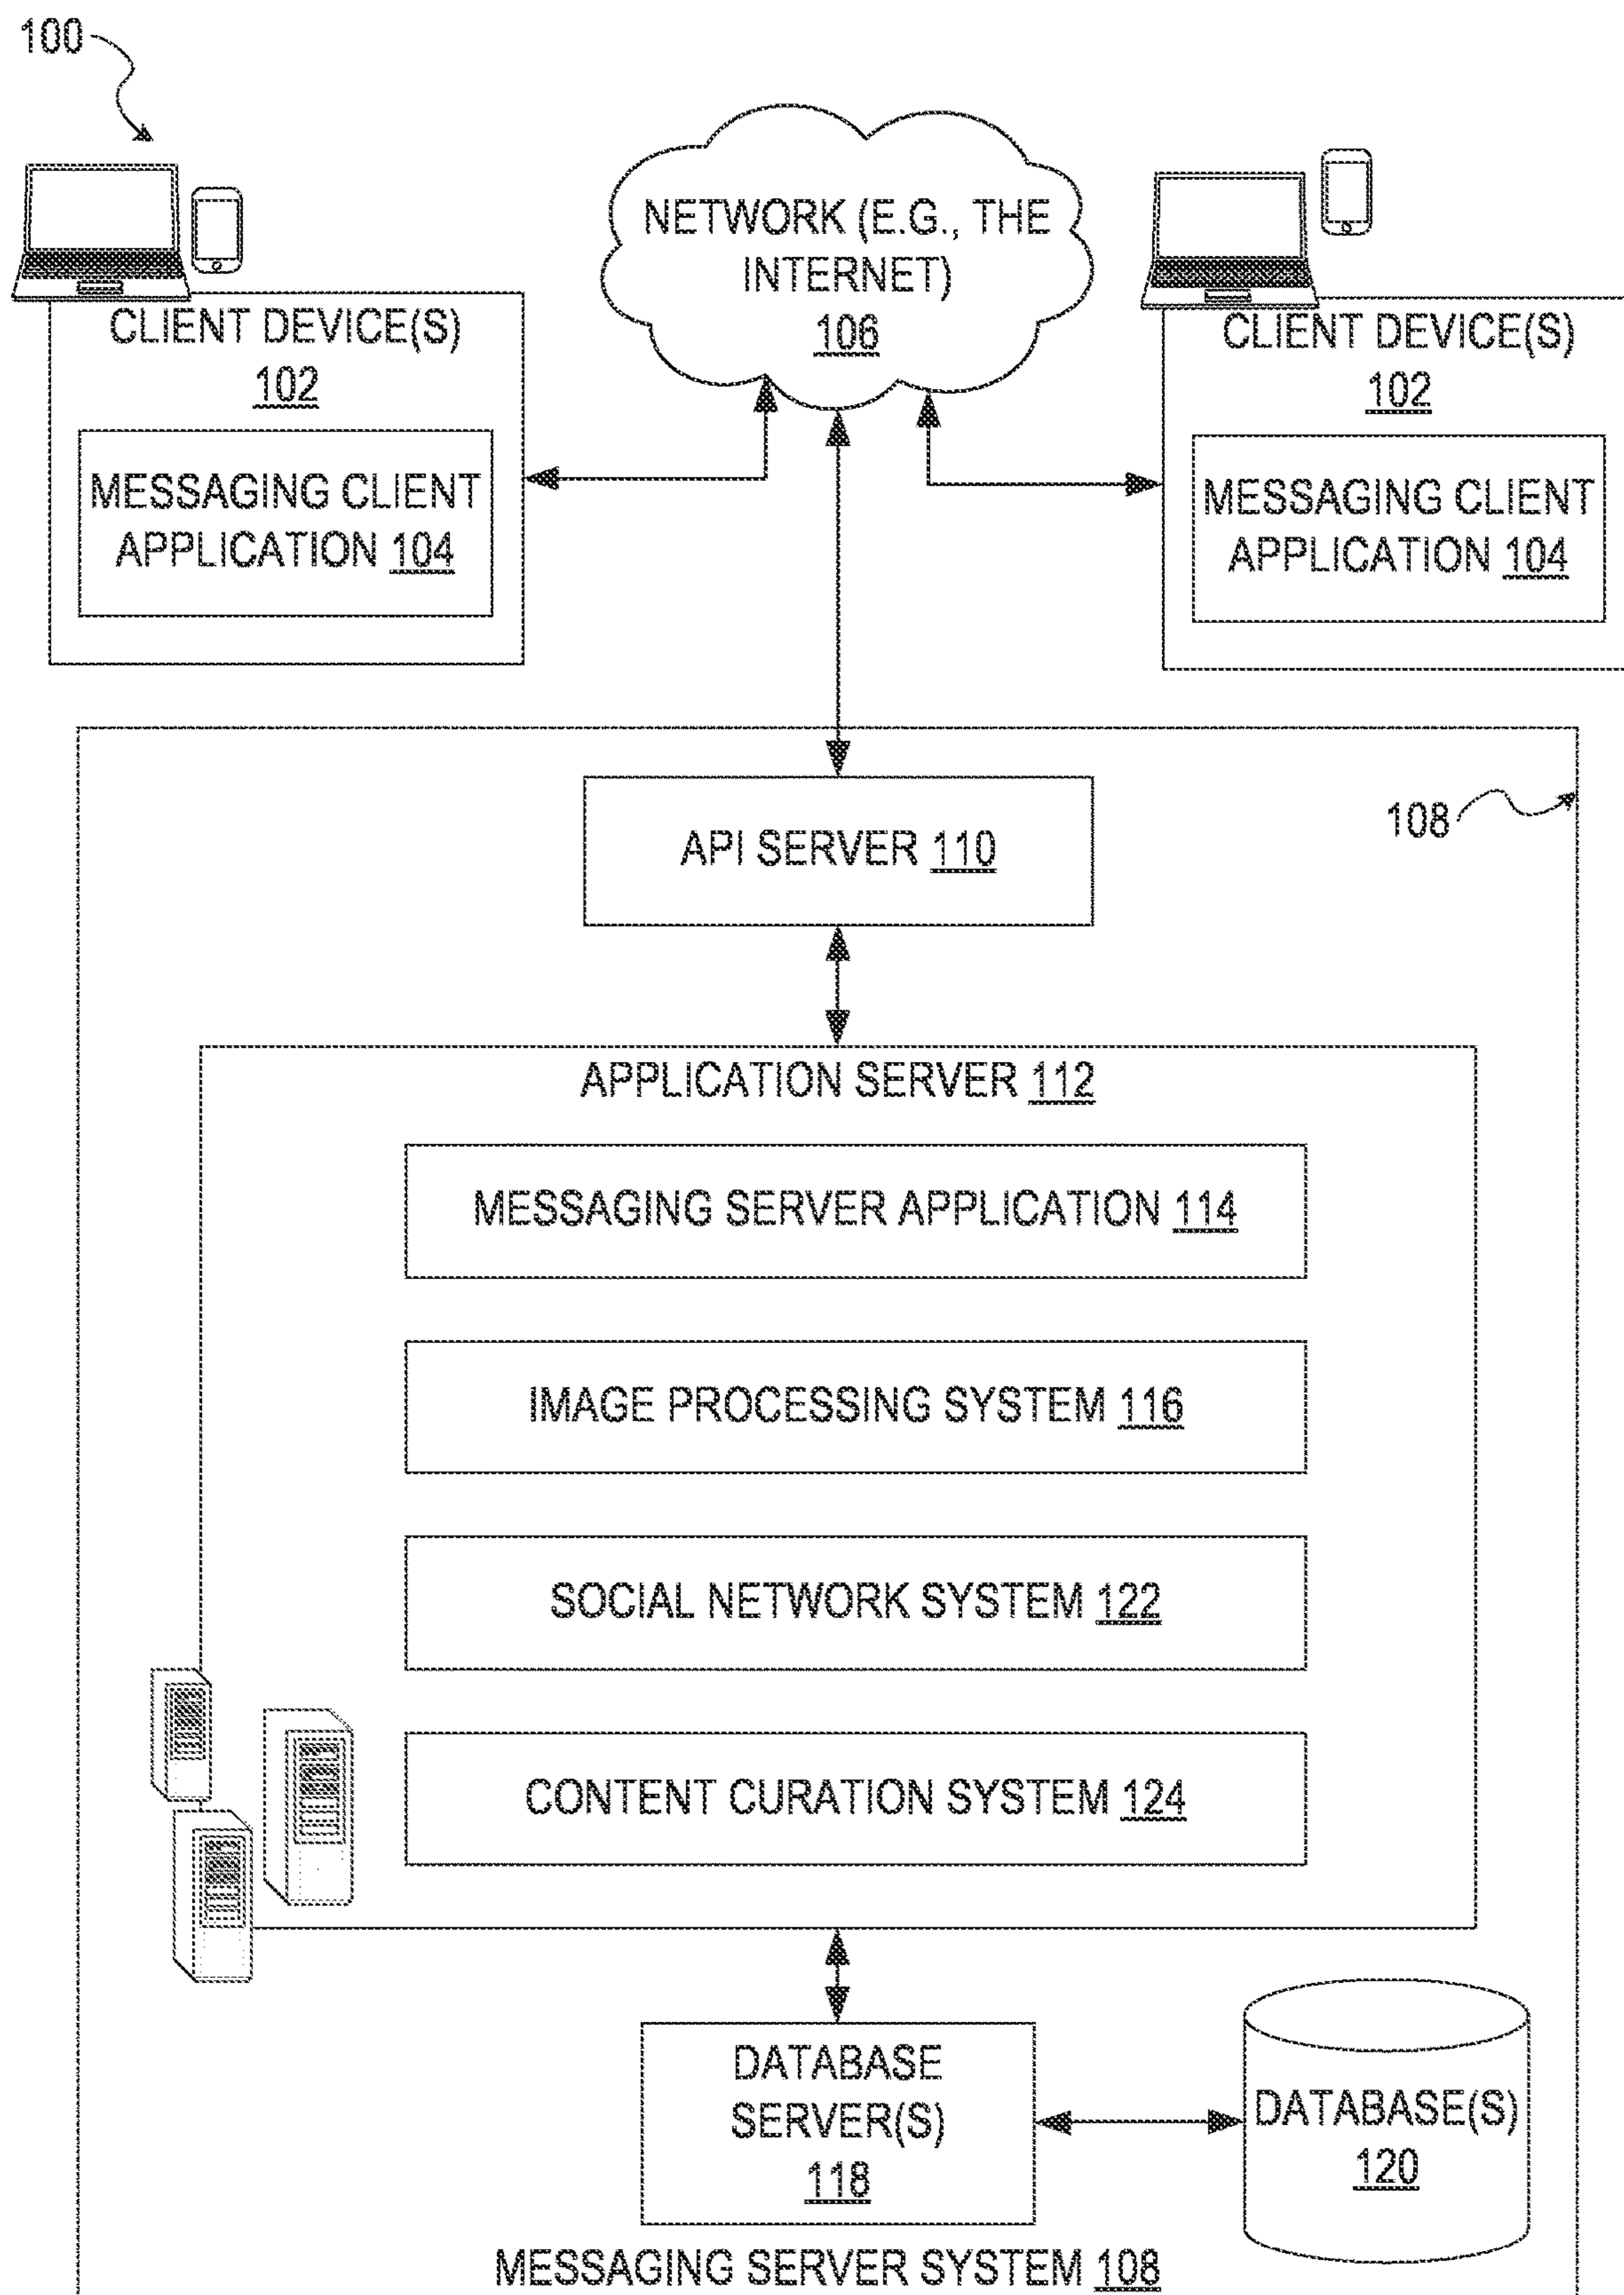 100
NETWORK (E.G., THE
INTERNET)
106
CLIENT DEVICE(S)
102
MESSAGING CLIENT
APPLICATION 104
CLIENT DEVICE(S)
102
MESSAGING CLIENT
APPLICATION 104
108
API SERVER 110
APPLICATION SERVER 112
MESSAGING SERVER APPLICATION 114
IMAGE PROCESSING SYSTEM 116
SOCIAL NETWORK SYSTEM 122
CONTENT CURATION SYSTEM 124
DATABASE
SERVER(S)
118
DATABASE(S)
120
MESSAGING SERVER SYSTEM 108